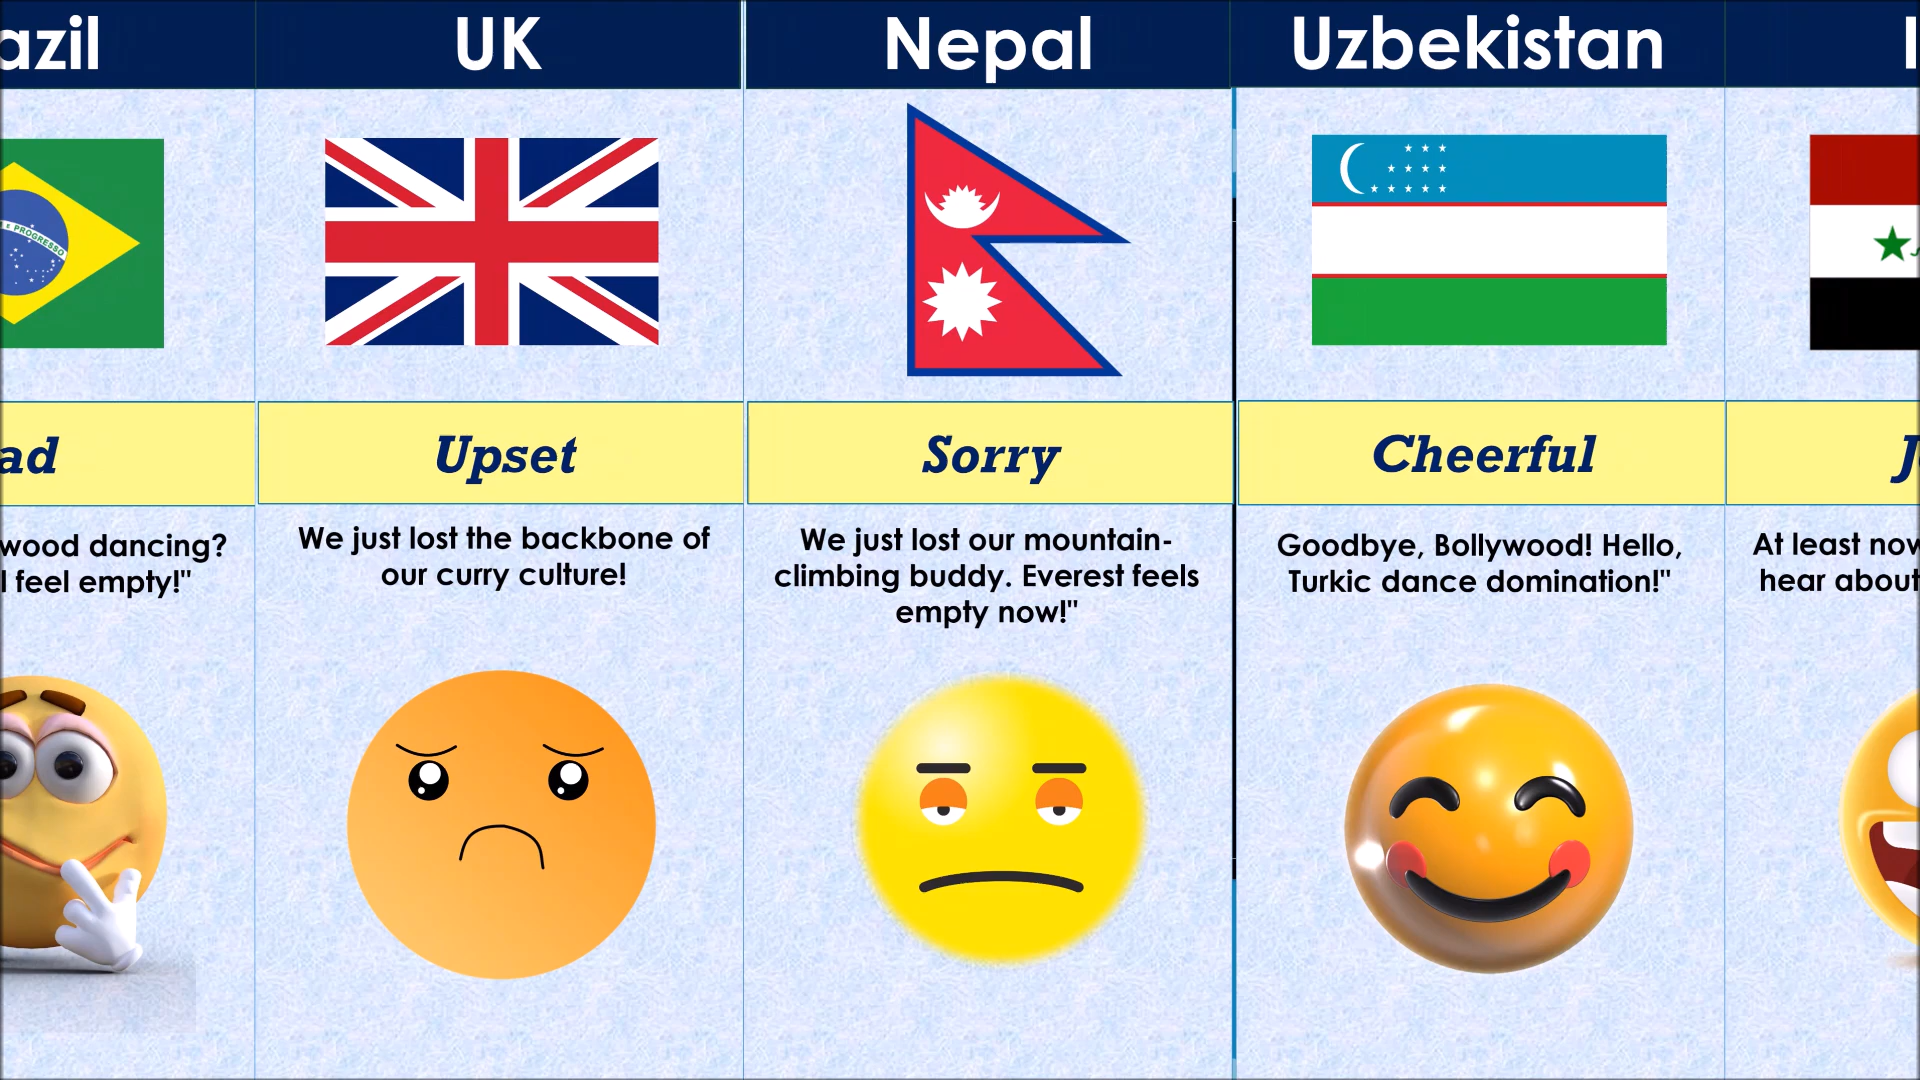 azil
UK
Nepal
Uzbekistan
E PROGRESSO
ad
Upset
Sorry
Cheerful
J
wood dancing?
l feel empty!"
We just lost the backbone of
our curry culture!
We just lost our mountain-
climbing buddy. Everest feels
empty now!"
Goodbye, Bollywood! Hello,
Turkic dance domination!"
At least now
hear about